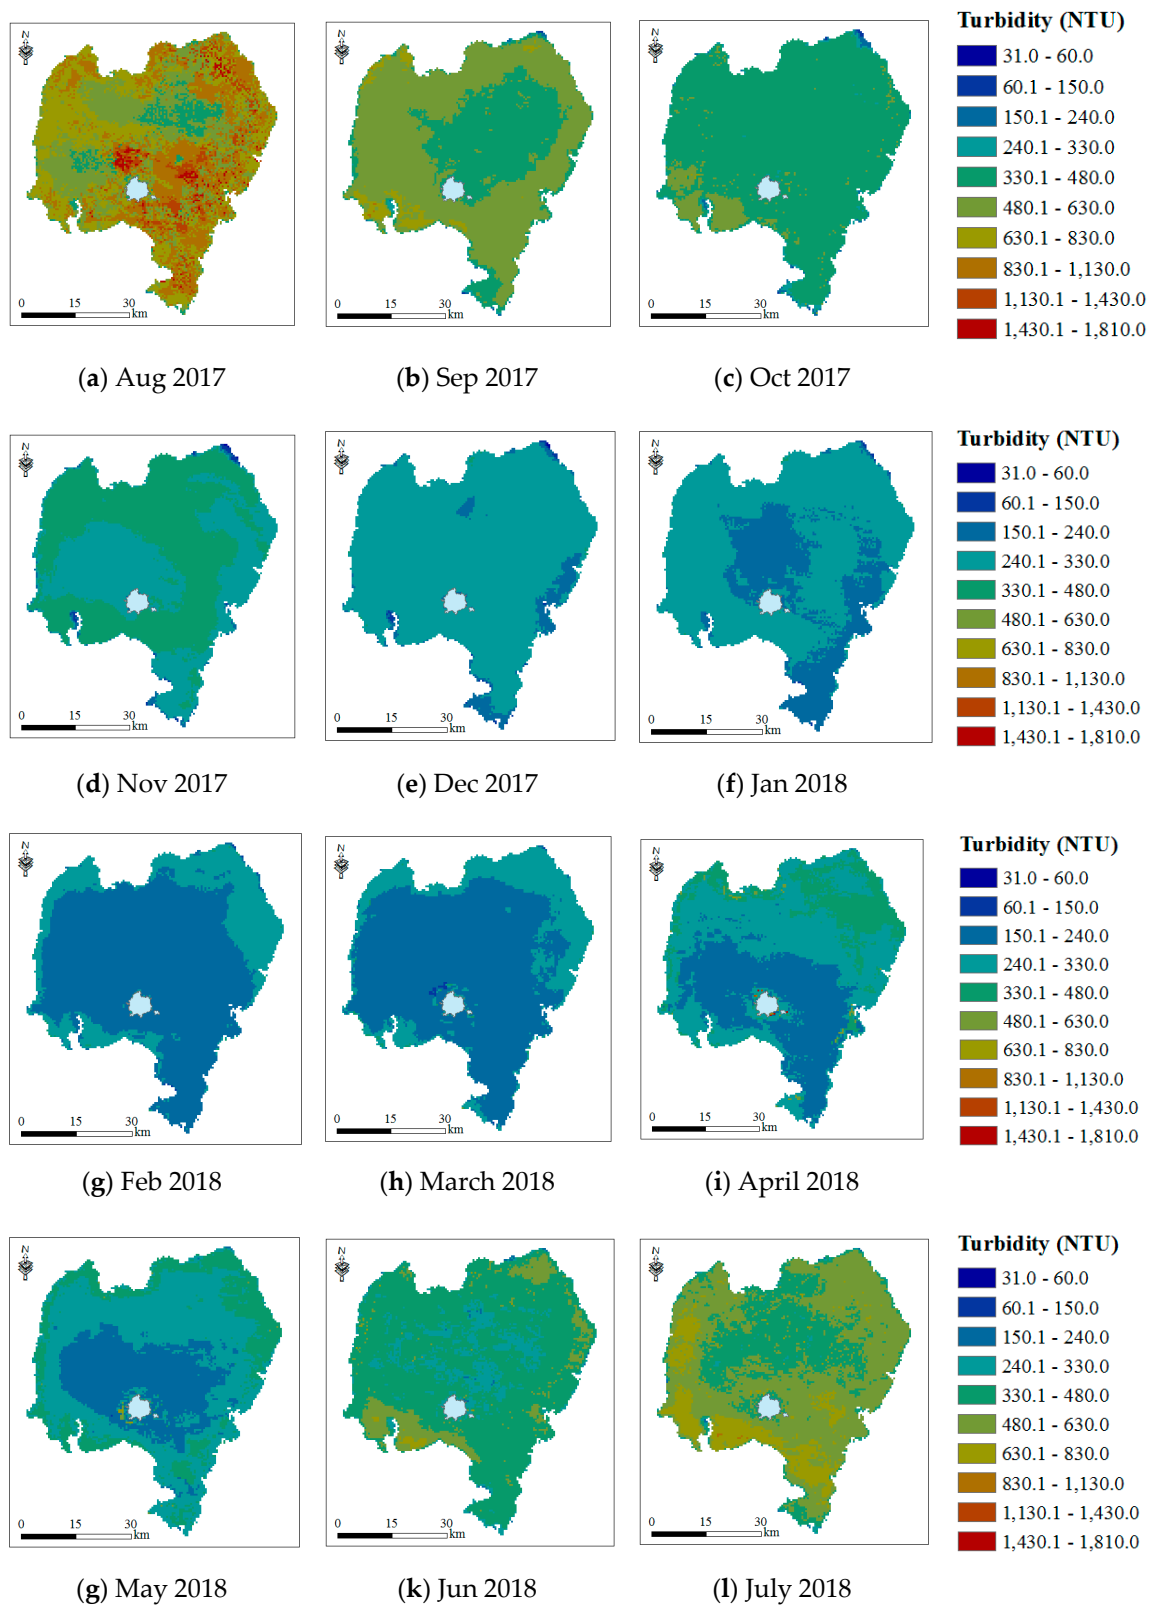 N
0 15 30
km
(a) Aug 2017
N
0 15 30
km
(b) Sep 2017
N
0 15 30
km
(c) Oct 2017
Turbidity (NTU)
31.0 - 60.0
60.1 - 150.0
150.1 - 240.0
240.1 - 330.0
330.1 - 480.0
480.1 - 630.0
630.1 - 830.0
830.1 - 1,130.0
1,130.1 - 1,430.0
1,430.1 - 1,810.0
N
0 15 30
km
(d) Nov 2017
N
0 15 30
km
(e) Dec 2017
N
0 15 30
km
(f) Jan 2018
Turbidity (NTU)
31.0 - 60.0
60.1 - 150.0
150.1 - 240.0
240.1 - 330.0
330.1 - 480.0
480.1 - 630.0
630.1 - 830.0
830.1 - 1,130.0
1,130.1 - 1,430.0
1,430.1 - 1,810.0
N
0 15 30
km
(g) Feb 2018
N
0 15 30
km
(h) March 2018
N
0 15 30
km
(i) April 2018
Turbidity (NTU)
31.0 - 60.0
60.1 - 150.0
150.1 - 240.0
240.1 - 330.0
330.1 - 480.0
480.1 - 630.0
630.1 - 830.0
830.1 - 1,130.0
1,130.1 - 1,430.0
1,430.1 - 1,810.0
N
0 15 30
km
(g) May 2018
N
0 15 30
km
(k) Jun 2018
N
0 15 30
km
(l) July 2018
Turbidity (NTU)
31.0 - 60.0
60.1 - 150.0
150.1 - 240.0
240.1 - 330.0
330.1 - 480.0
480.1 - 630.0
630.1 - 830.0
830.1 - 1,130.0
1,130.1 - 1,430.0
1,430.1 - 1,810.0